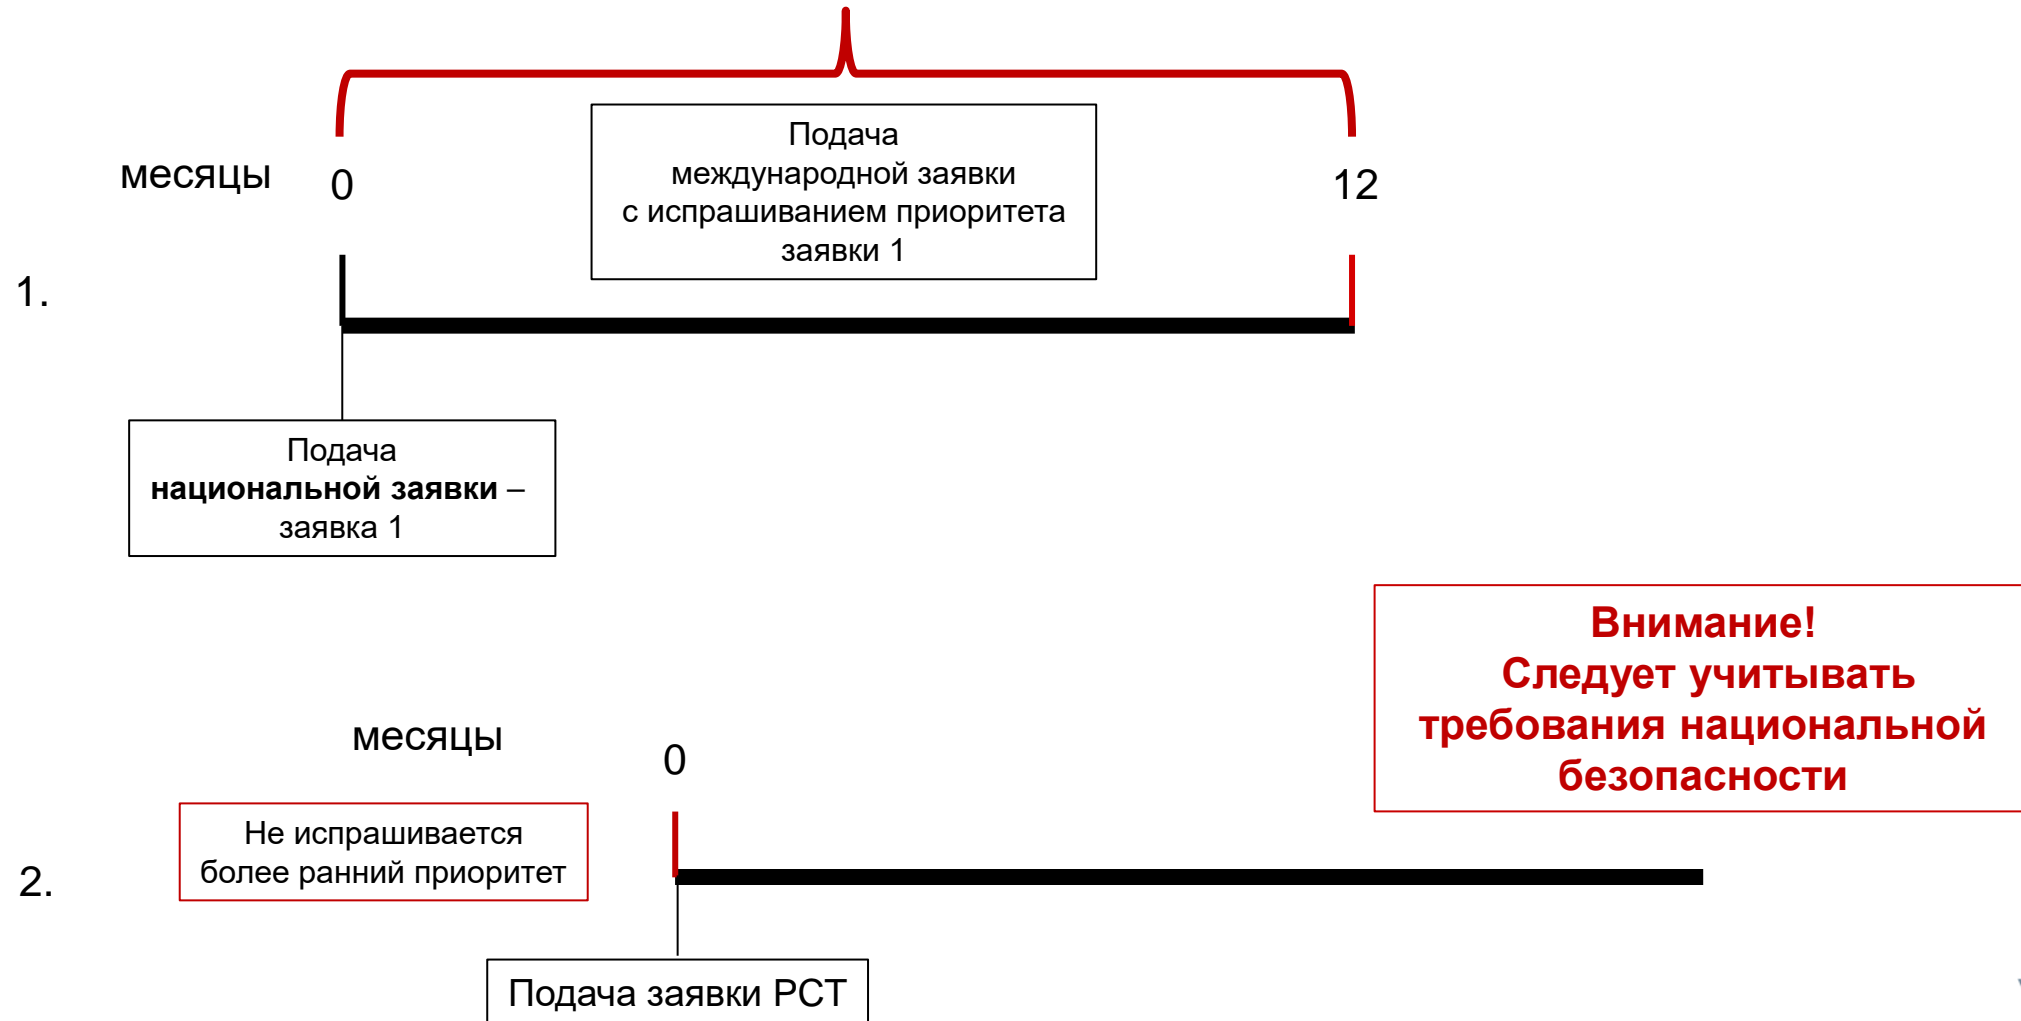 месяцы
0
Подача
международной заявки
с испрашиванием приоритета
заявки 1
12
1.
Подача
национальной заявки –
заявка 1
Внимание!
Следует учитывать
требования национальной
безопасности
месяцы
0
Не испрашивается
более ранний приоритет
2.
Подача заявки PCT